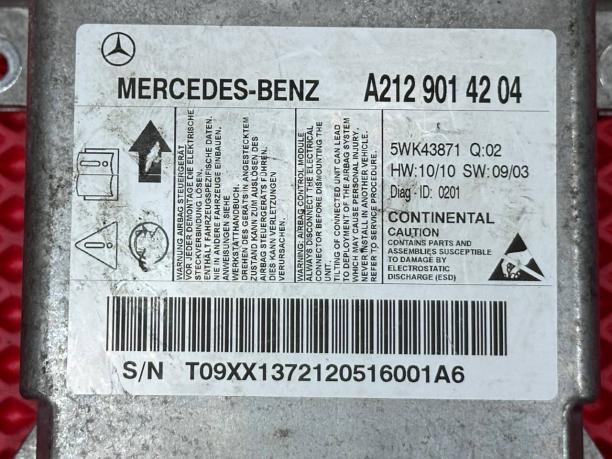 MERCEDES-BENZ A212 901 42 04
WARNUNG AIRBAG STEUERGERÄT
VOR JEDER DEMONTAGE DIE ELEKTRISCHE
STECKVERBINDUNG LÖSEN.
ENTHÄLT FAHRZEUGSPEZIFISCHE DATEN.
NIE IN ANDERE FAHRZEUGE EINBAUEN.
ANWEISUNGEN SIEHE
WERKSTATTHANDBUCH.
DREHEN DES GERÄTS IN ANGESTECKTEM
ZUSTAND KANN ZUM AUSLÖSEN DES
AIRBAG STEUERGERÄTS FÜHREN.
DIES KANN ZU VERLETZUNGEN
VERURSACHEN.
WARNING: AIRBAG CONTROL MODULE
ALWAYS DISCONNECT THE ELECTRICAL
CONNECTOR BEFORE DISMOUNTING THE
UNIT.
TILTING OF CONNECTED UNIT CAN LEAD
TO DEPLOYMENT OF THE AIRBAG SYSTEM
WHICH MAY CAUSE PERSONAL INJURY.
NEVER INSTALL IN ANOTHER VEHICLE.
REFER TO SERVICE PROCEDURE.
5WK43871 Q:02
HW:10/10 SW:09/03
Diag-ID: 0201
CONTINENTAL
CAUTION
CONTAINS PARTS AND
ASSEMBLIES SUSCEPTIBLE
TO DAMAGE BY
ELECTROSTATIC
DISCHARGE (ESD)
S/N T09XX1372120516001A6